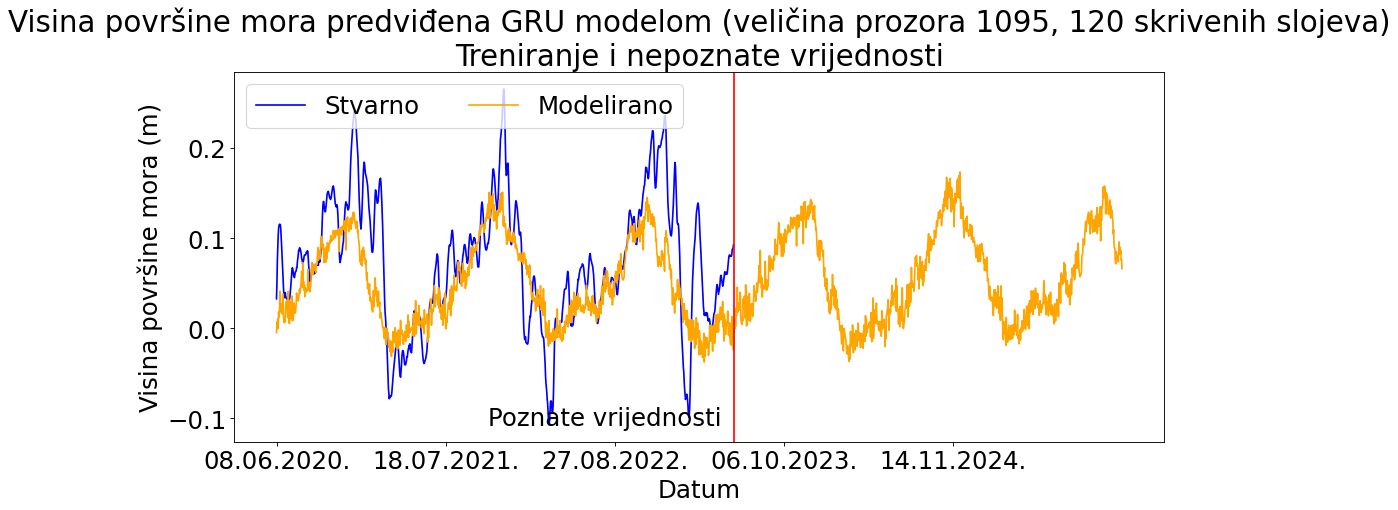 Visina površine mora predviđena GRU modelom (veličina prozora 1095, 120 skrivenih slojeva)
Treniranje i nepoznate vrijednosti
Stvarno
Modelirano
Visina površine mora (m)
0.2
0.1
0.0
−0.1
Poznate vrijednosti
08.06.2020.
18.07.2021.
27.08.2022.
06.10.2023.
14.11.2024.
Datum